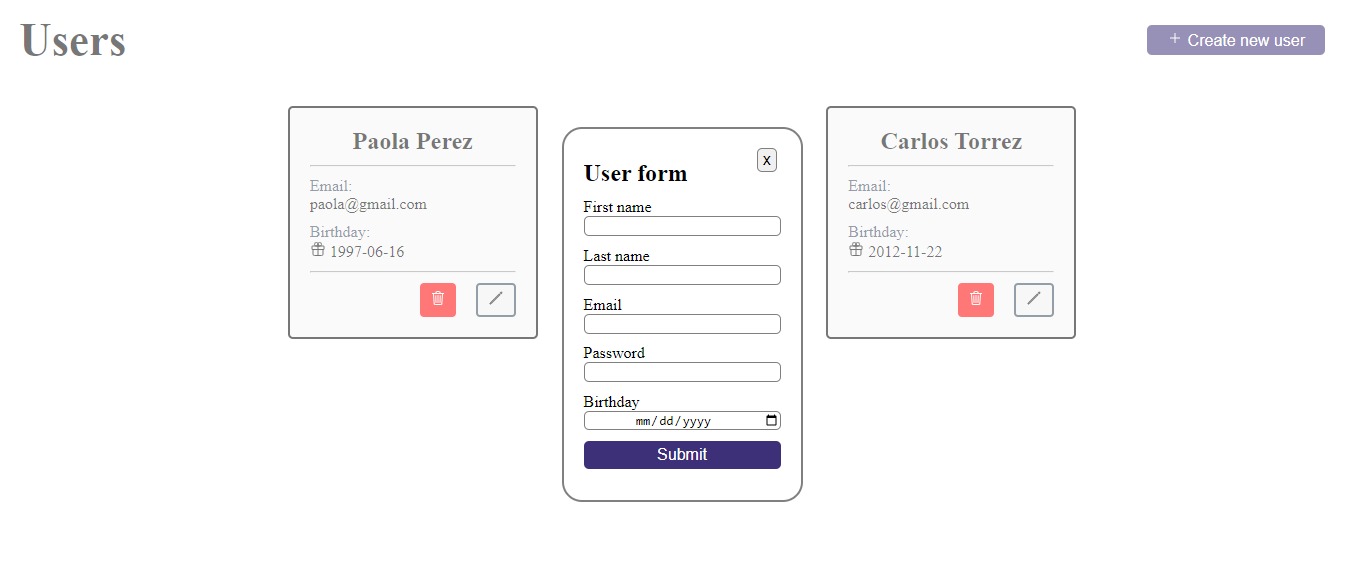 Users
+ Create new user
Paola Perez
Email:
paola@gmail.com
Birthday:
1997-06-16
User form
X
First name
Last name
Email
Password
Birthday
mm/dd/yyyy
Submit
Carlos Torrez
Email:
carlos@gmail.com
Birthday:
2012-11-22